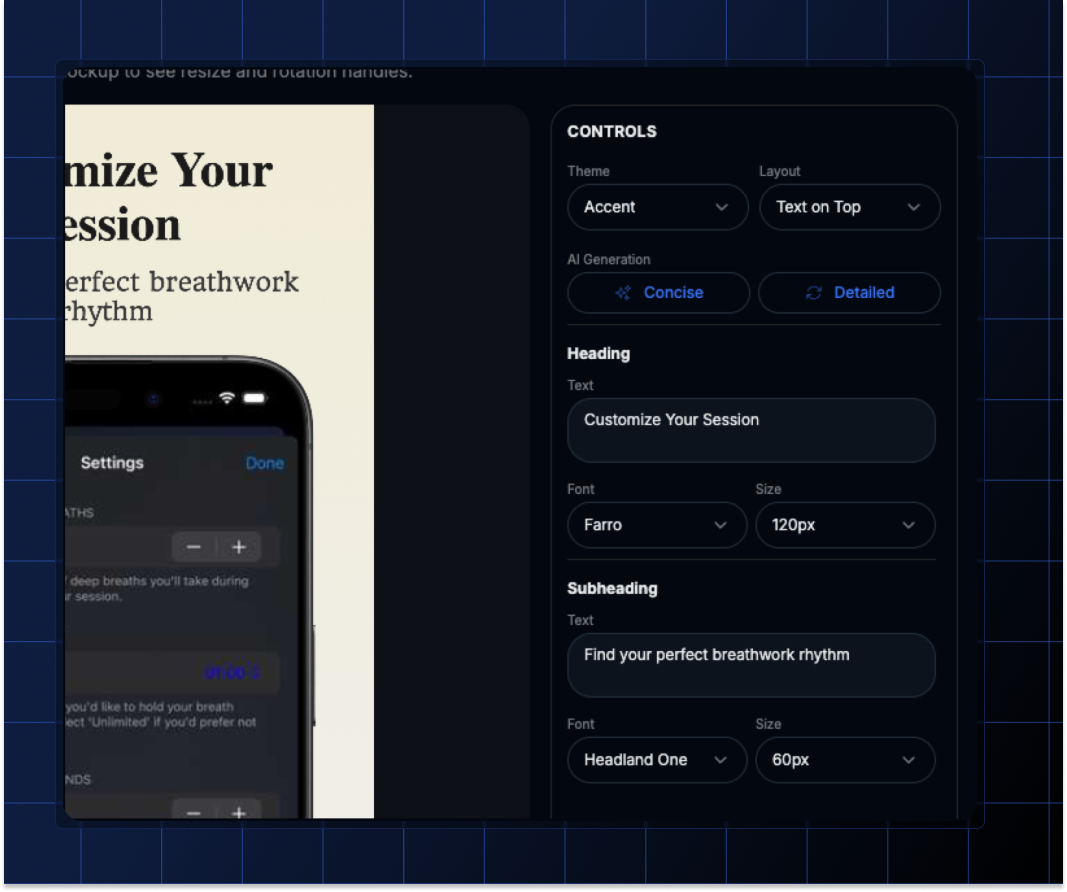 mockup to see resize and rotation handles.
mize Your
ession
erfect breathwork
rhythm
Settings
Done
ATHS
deep breaths you'll take during
r session.
you'd like to hold your breath
ect 'Unlimited' if you'd prefer not
NDS
CONTROLS
Theme
Layout
Accent
Text on Top
AI Generation
Concise
Detailed
Heading
Text
Customize Your Session
Font
Size
Farro
120px
Subheading
Text
Find your perfect breathwork rhythm
Font
Size
Headland One
60px